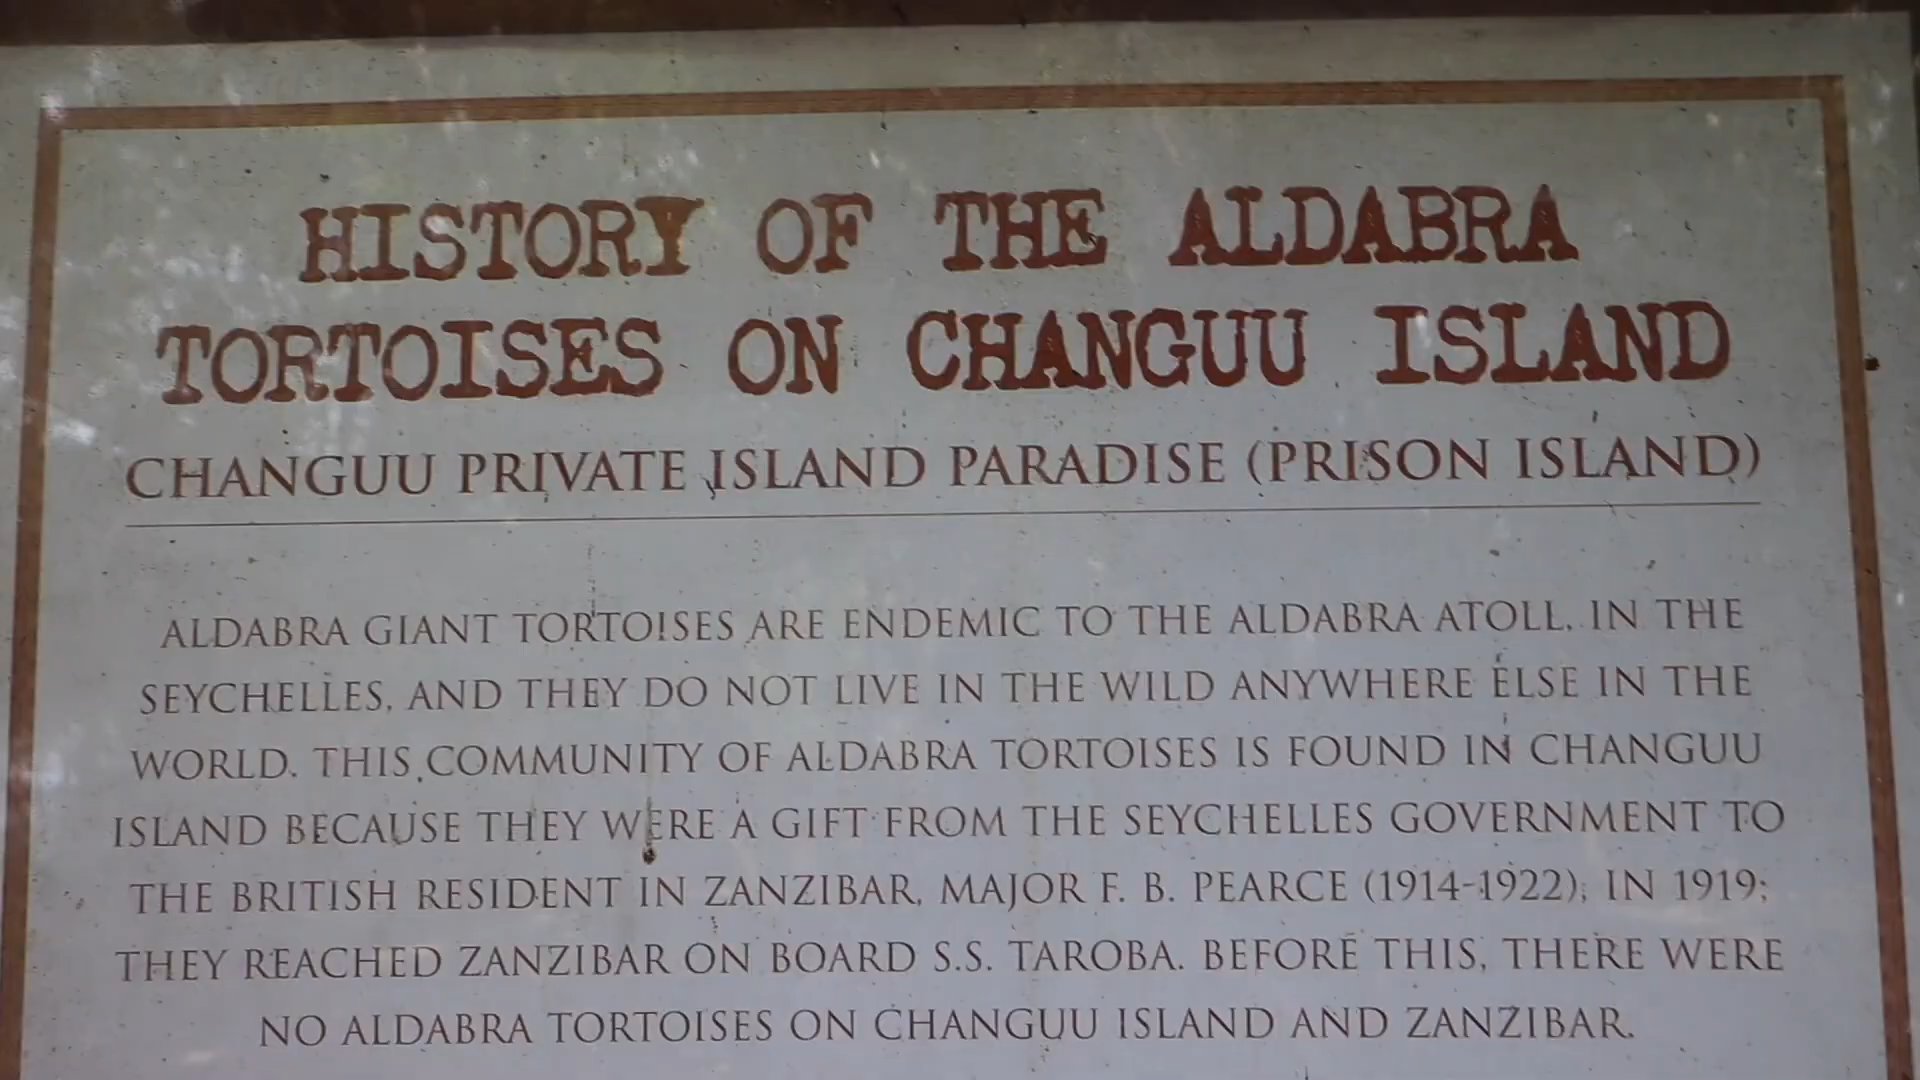 HISTORY OF THE ALDABRA
TORTOISES ON CHANGUU ISLAND
CHANGUU PRIVATE ISLAND PARADISE (PRISON ISLAND)
ALDABRA GIANT TORTOISES ARE ENDEMIC TO THE ALDABRA ATOLL. IN THE
SEYCHELLES, AND THEY DO NOT LIVE IN THE WILD ANYWHERE ELSE IN THE
WORLD. THIS COMMUNITY OF ALDABRA TORTOISES IS FOUND IN CHANGUU
ISLAND BECAUSE THEY WERE A GIFT FROM THE SEYCHELLES GOVERNMENT TO
THE BRITISH RESIDENT IN ZANZIBAR, MAJOR F. B. PEARCE (1914-1922); IN 1919;
THEY REACHED ZANZIBAR ON BOARD S.S. TAROBA. BEFORE THIS, THERE WERE
NO ALDABRA TORTOISES ON CHANGUU ISLAND AND ZANZIBAR.